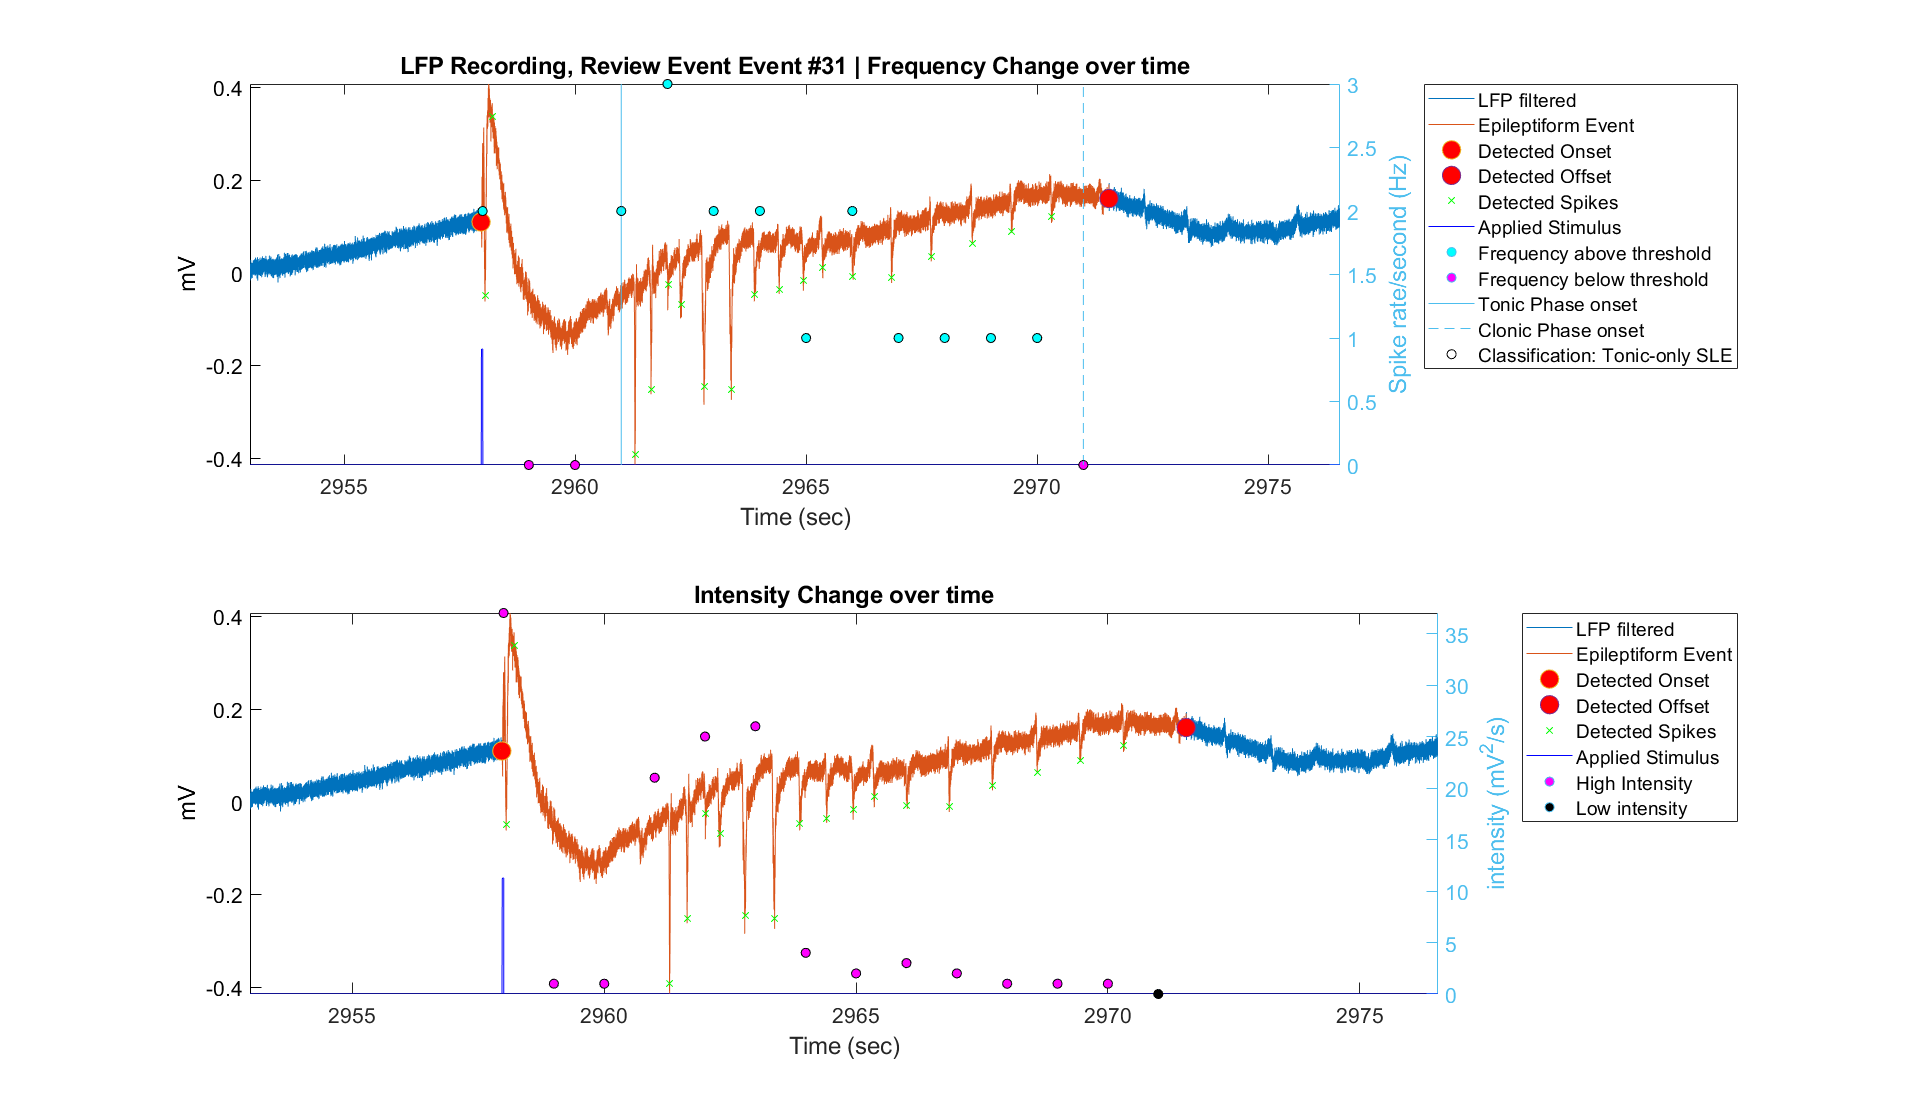 LFP Recording, Review Event Event #31 | Frequency Change over time
0.4
0.2
0
-0.2
-0.4
mV
2955
2960
2965
2970
2975
Time (sec)
3
2.5
2
1.5
1
0.5
0
Spike rate/second (Hz)
LFP filtered
Epileptiform Event
Detected Onset
Detected Offset
Detected Spikes
Applied Stimulus
Frequency above threshold
Frequency below threshold
Tonic Phase onset
Clonic Phase onset
Classification: Tonic-only SLE
Intensity Change over time
0.4
0.2
0
-0.2
-0.4
mV
2955
2960
2965
2970
2975
Time (sec)
35
30
25
20
15
10
5
0
intensity (mV²/s)
LFP filtered
Epileptiform Event
Detected Onset
Detected Offset
Detected Spikes
Applied Stimulus
High Intensity
Low intensity